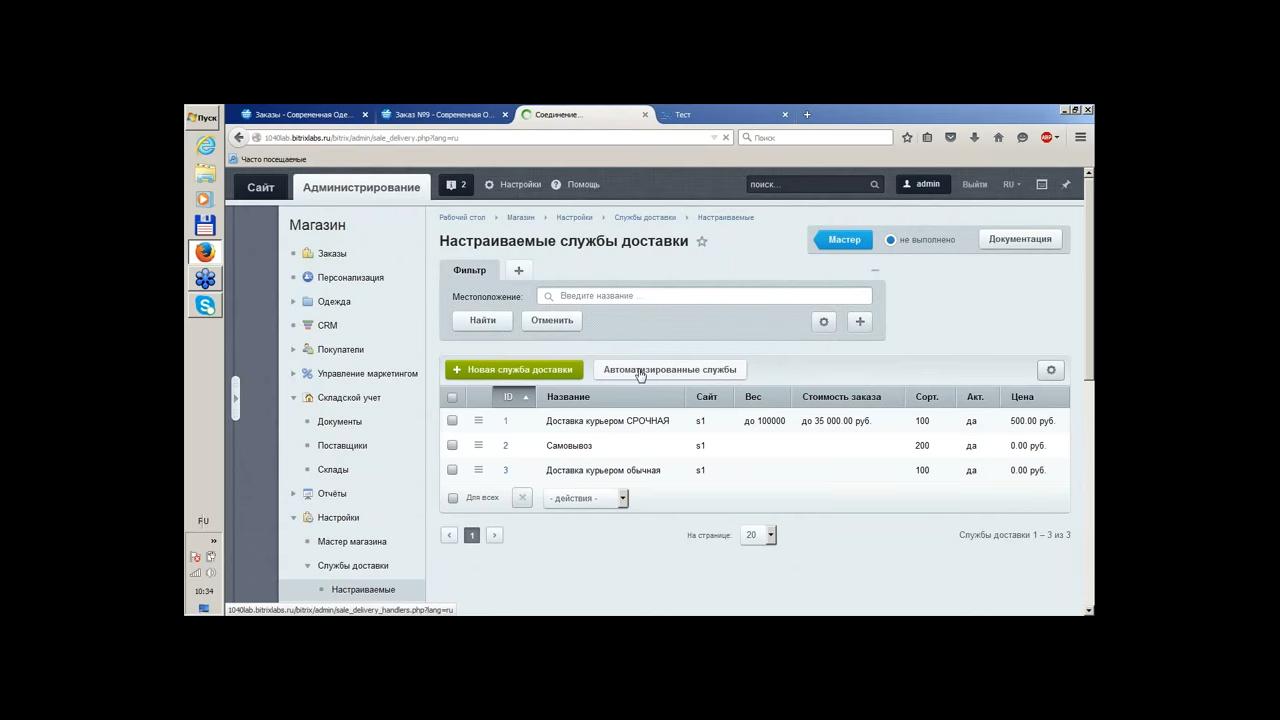 Пуск
Заказы - Современная Оде...
Заказ №9 - Современная О...
Соединение...
Тест
1040lab.bitrixlabs.ru/bitrix/admin/sale_delivery.php?lang=ru
Поиск
Часто посещаемые
Сайт
Администрирование
2
Настройки
Помощь
поиск...
admin
Выйти
RU
Магазин
Заказы
Персонализация
Одежда
CRM
Покупатели
Управление маркетингом
Складской учет
Документы
Поставщики
Склады
Отчёты
Настройки
Мастер магазина
Службы доставки
Настраиваемые
Рабочий стол
Магазин
Настройки
Службы доставки
Настраиваемые
Настраиваемые службы доставки
Мастер
не выполнено
Документация
Фильтр
Местоположение:
Введите название ...
Найти
Отменить
Новая служба доставки
Автоматизированные службы
ID Название Сайт Вес Стоимость заказа Сорт. Акт. Цена
1 Доставка курьером СРОЧНАЯ s1 до 100000 до 35 000.00 руб. 100 да 500.00 руб.
2 Самовывоз s1 200 да 0.00 руб.
3 Доставка курьером обычная s1 100 да 0.00 руб.
Для всех
- действия -
1
На странице:
20
Службы доставки 1 – 3 из 3
10:34
1040lab.bitrixlabs.ru/bitrix/admin/sale_delivery_handlers.php?lang=ru